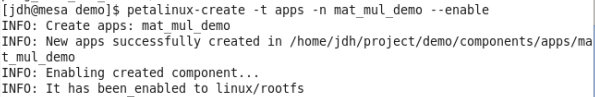 [jdh@mesa demo]$ petalinux-create -t apps -n mat_mul_demo --enable
INFO: Create apps: mat_mul_demo
INFO: New apps successfully created in /home/jdh/project/demo/components/apps/ma
t_mul_demo
INFO: Enabling created component...
INFO: It has been enabled to linux/rootfs